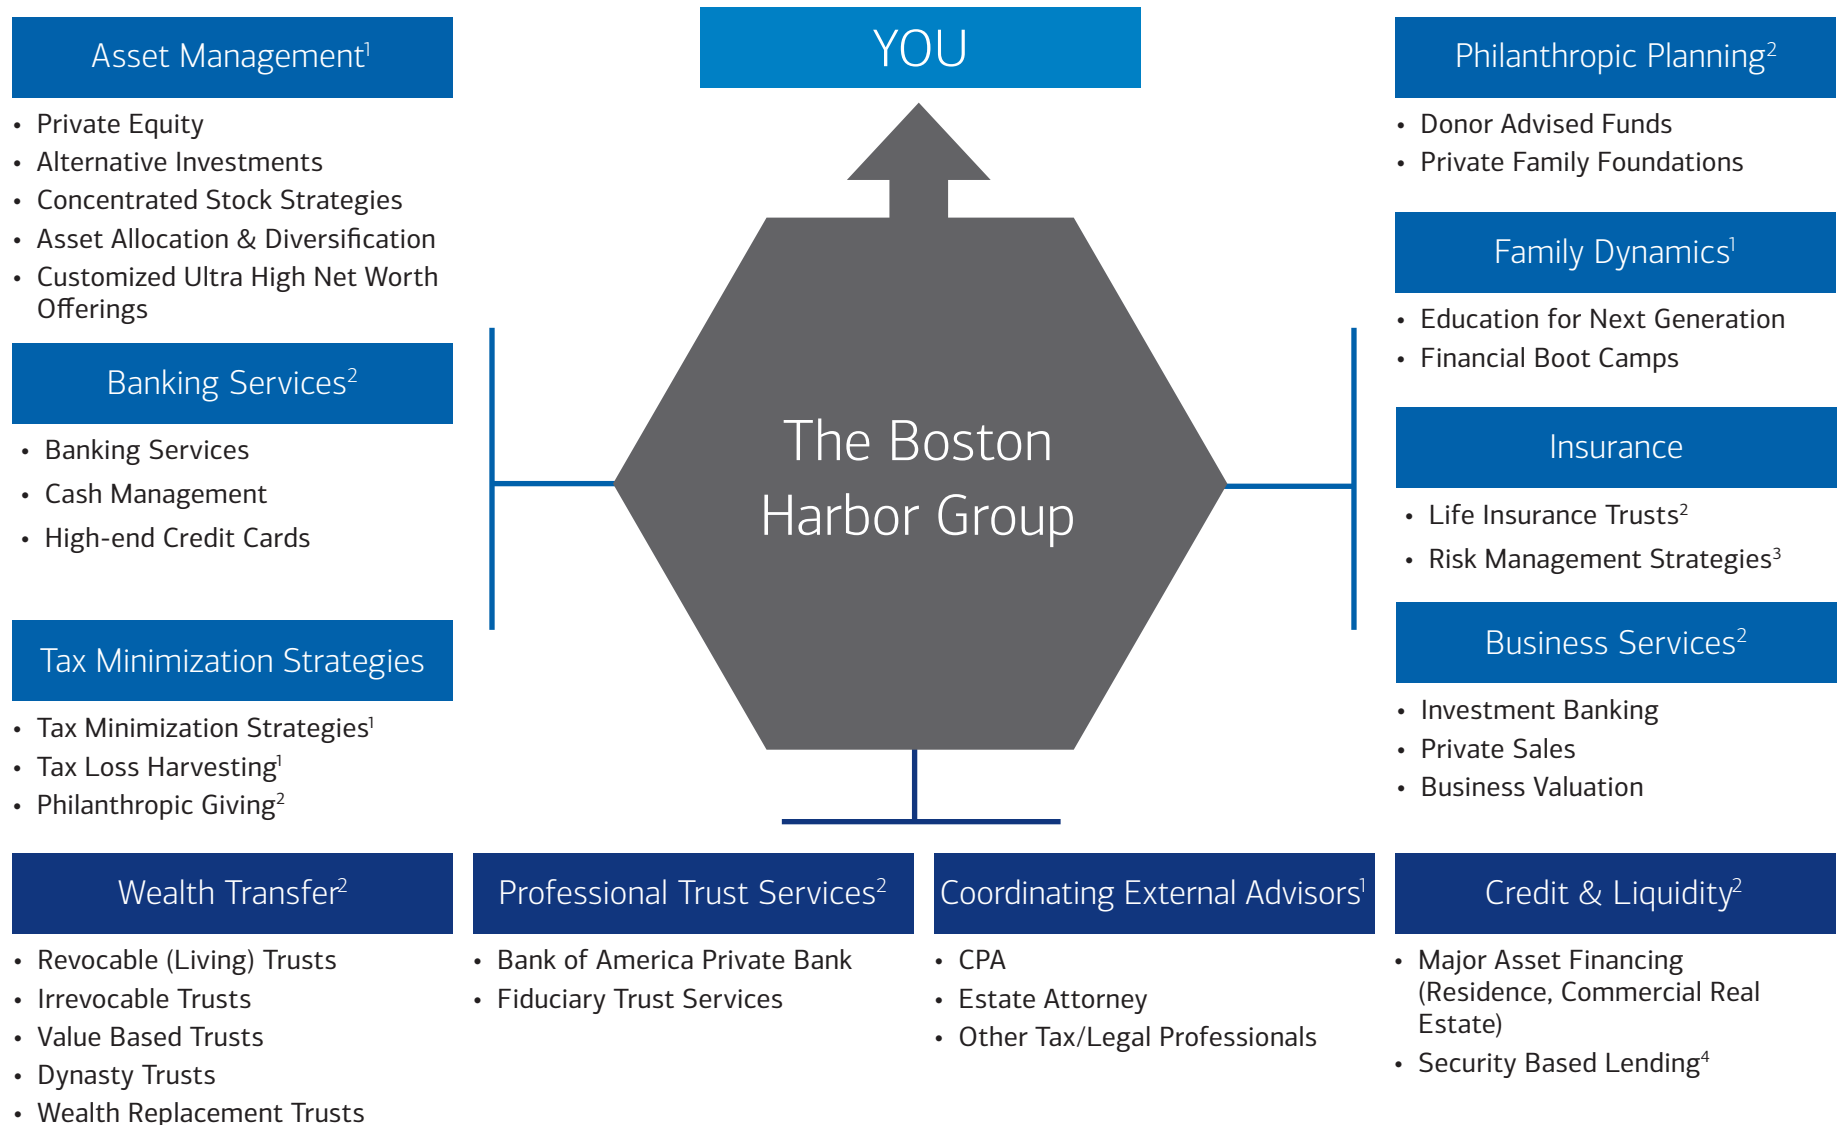 YOU
Asset Management¹
• Private Equity
• Alternative Investments
• Concentrated Stock Strategies
• Asset Allocation & Diversification
• Customized Ultra High Net Worth
Offerings
Banking Services²
• Banking Services
• Cash Management
• High-end Credit Cards
Tax Minimization Strategies
• Tax Minimization Strategies¹
• Tax Loss Harvesting¹
• Philanthropic Giving²
The Boston
Harbor Group
Philanthropic Planning²
• Donor Advised Funds
• Private Family Foundations
Family Dynamics¹
• Education for Next Generation
• Financial Boot Camps
Insurance
• Life Insurance Trusts²
• Risk Management Strategies³
Business Services²
• Investment Banking
• Private Sales
• Business Valuation
Wealth Transfer²
• Revocable (Living) Trusts
• Irrevocable Trusts
• Value Based Trusts
• Dynasty Trusts
• Wealth Replacement Trusts
Professional Trust Services²
• Bank of America Private Bank
• Fiduciary Trust Services
Coordinating External Advisors¹
• CPA
• Estate Attorney
• Other Tax/Legal Professionals
Credit & Liquidity²
• Major Asset Financing
(Residence, Commercial Real
Estate)
• Security Based Lending⁴